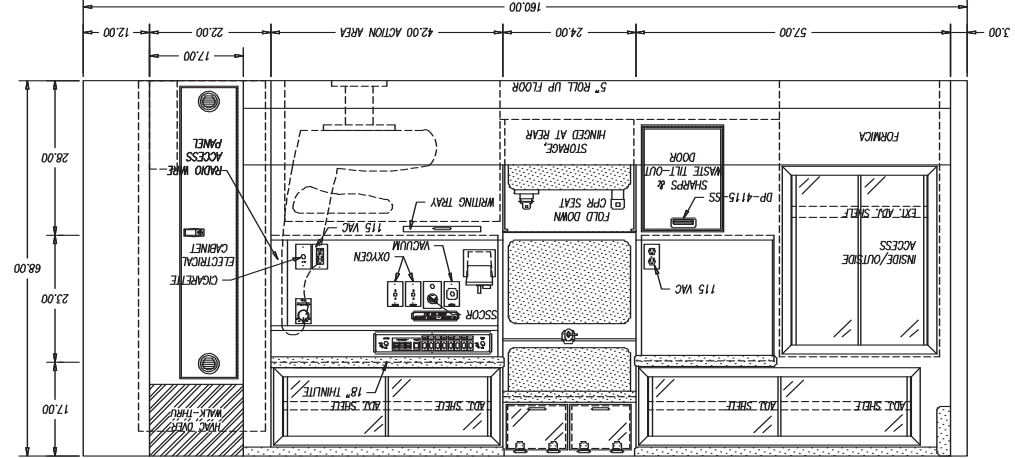 HVAC OVER
WALK-THRU
ADJ. SHELF
ADJ. SHELF
ADJ. SHELF
ADJ. SHELF
17.00
18" THINLITE
SSCOR
115 VAC
INSIDE/OUTSIDE
ACCESS
EXT. ADJ. SHELF
VACUUM
OXYGEN
CIGARETTE
115 VAC
ELECTRICAL
CABINET
23.00
68.00
DP-4115-SS
SHARPS &
WASTE TILT-OUT
DOOR
FOLD DOWN
CPR SEAT
WRITING TRAY
RADIO WIRE
ACCESS
PANEL
28.00
FORMICA
STORAGE,
HINGED AT REAR
5" ROLL UP FLOOR
17.00
3.00
57.00
24.00
42.00 ACTION AREA
22.00
12.00
160.00